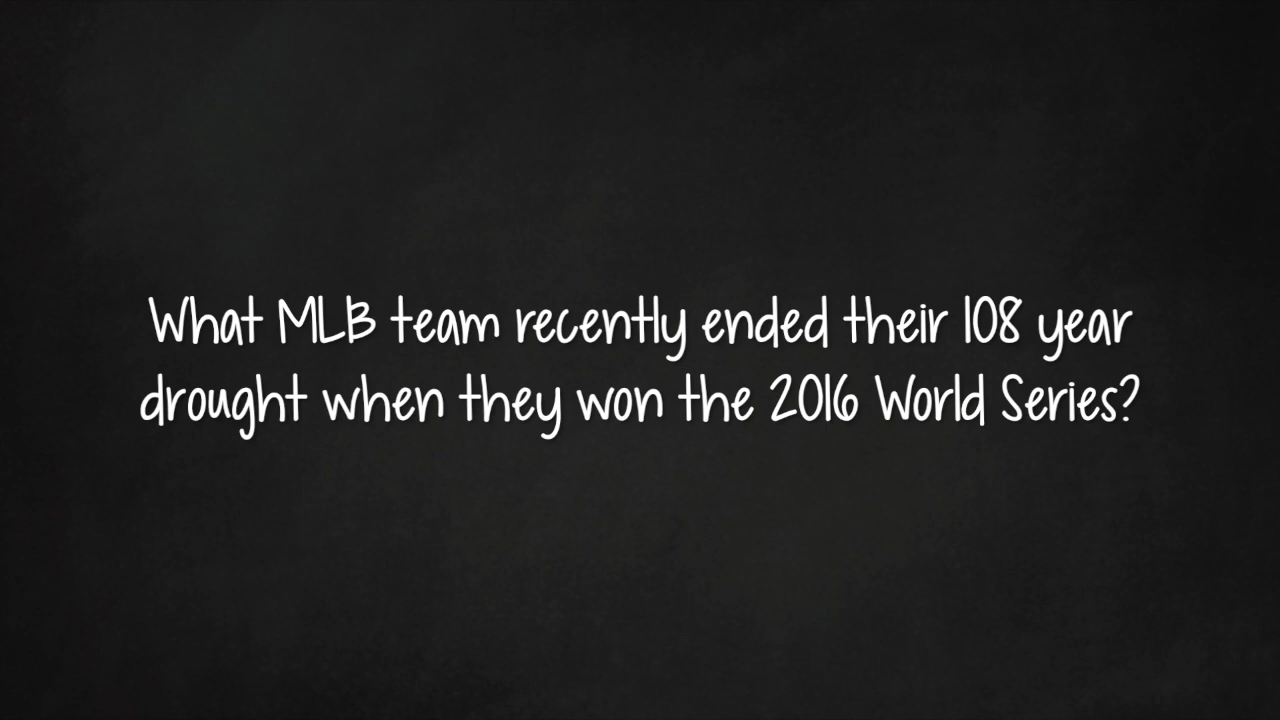 What MLB team recently ended their 108 year
drought when they won the 2016 World Series?